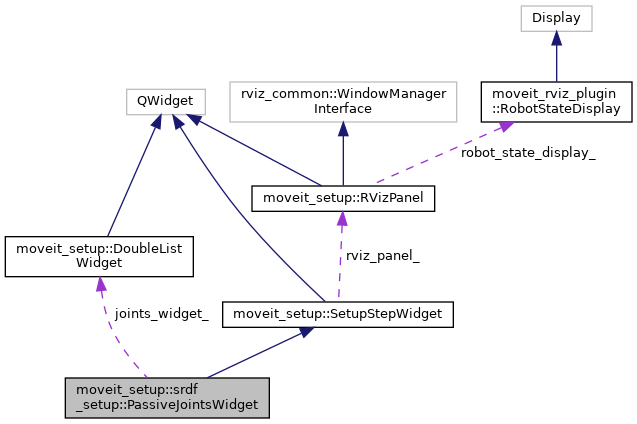 Display
QWidget
rviz_common::WindowManager
Interface
moveit_rviz_plugin
::RobotStateDisplay
robot_state_display_
moveit_setup::RVizPanel
moveit_setup::DoubleList
Widget
rviz_panel_
joints_widget_
moveit_setup::SetupStepWidget
moveit_setup::srdf
_setup::PassiveJointsWidget